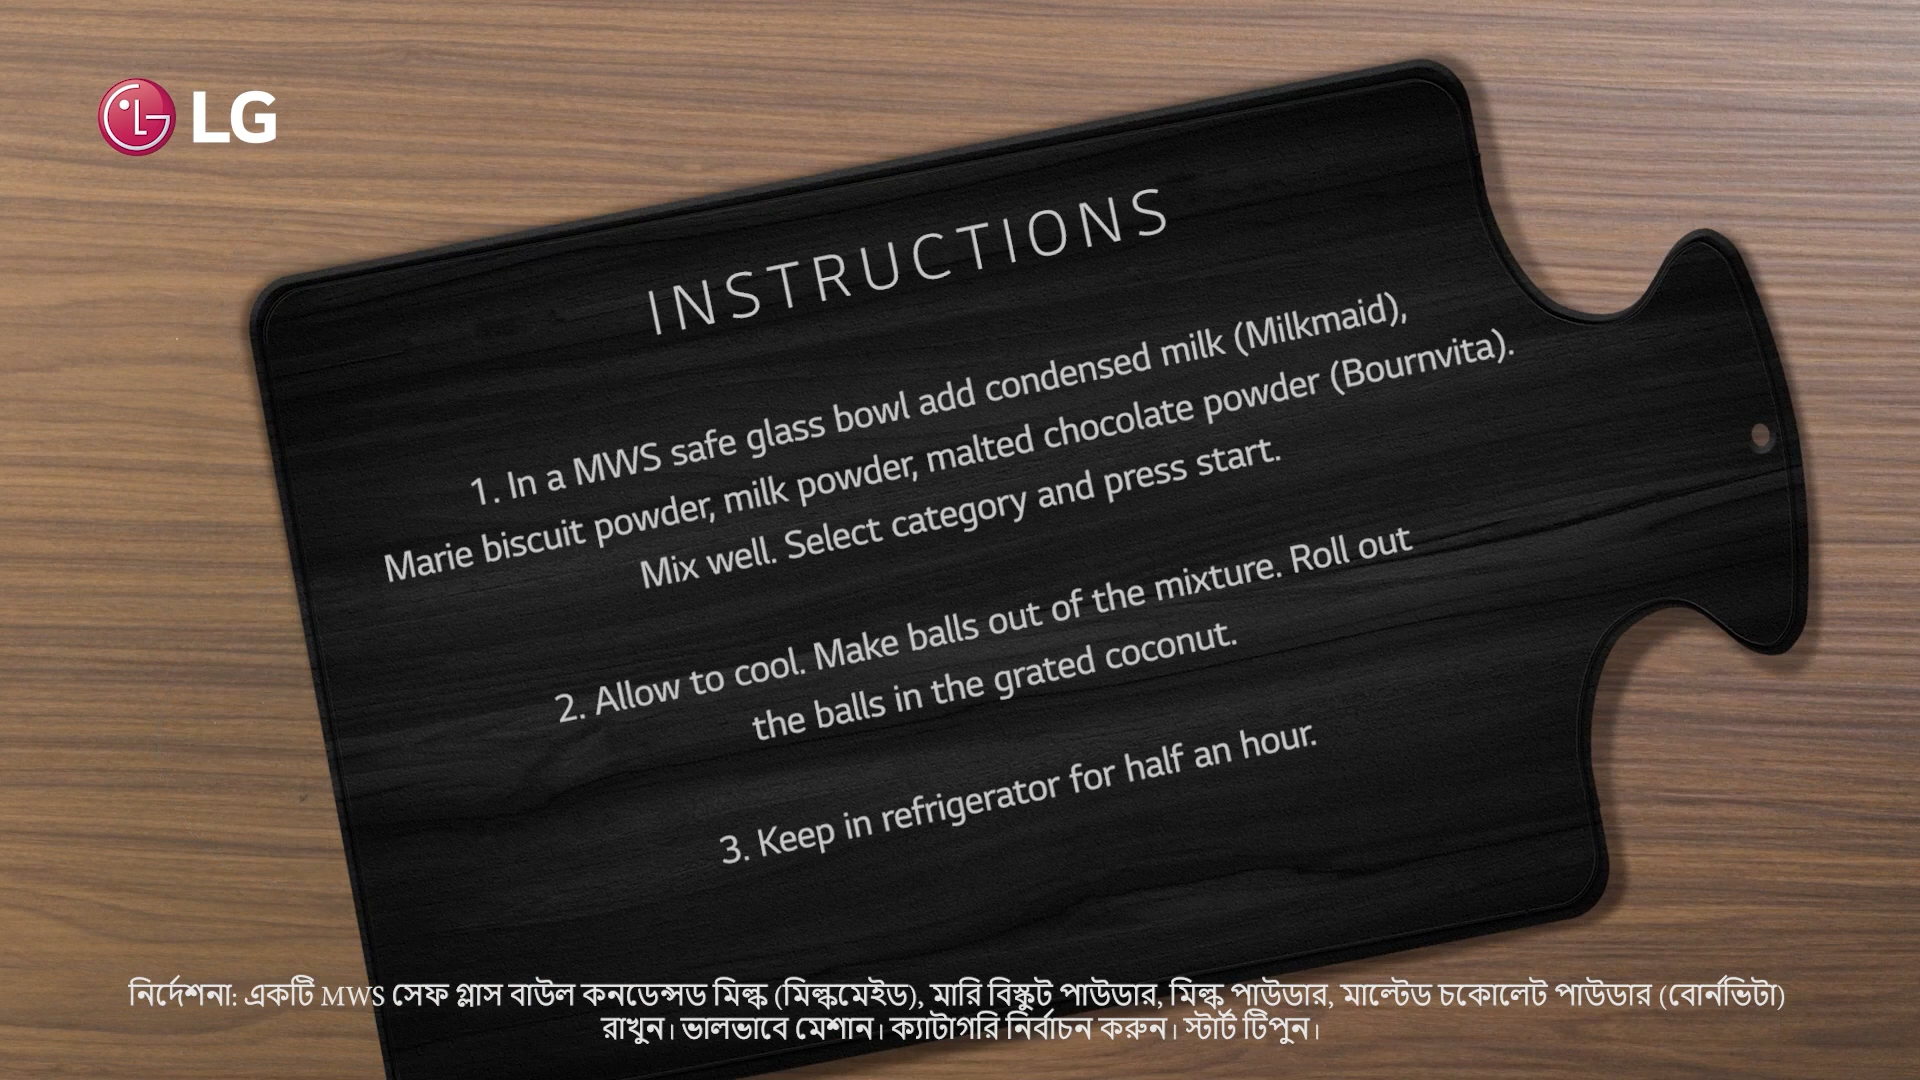 LG
INSTRUCTIONS
1. In a MWS safe glass bowl add condensed milk (Milkmaid),
Marie biscuit powder, milk powder, malted chocolate powder (Bournvita).
Mix well. Select category and press start.
2. Allow to cool. Make balls out of the mixture. Roll out
the balls in the grated coconut.
3. Keep in refrigerator for half an hour.
নির্দেশনা: একটি MWS সেফ গ্লাস বাউল কনডেন্সড মিল্ক (মিল্কমেইড), মারি বিস্কুট পাউডার, মিল্ক পাউডার, মাল্টেড চকোলেট পাউডার (বোর্নভিটা)
রাখুন। ভালভাবে মেশান। ক্যাটাগরি নির্বাচন করুন। স্টার্ট টিপুন।